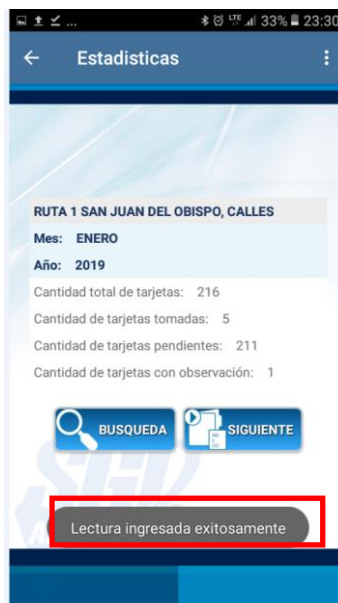 ... LTE 33% 23:30
Estadisticas
RUTA 1 SAN JUAN DEL OBISPO, CALLES
Mes: ENERO
Año: 2019
Cantidad total de tarjetas: 216
Cantidad de tarjetas tomadas: 5
Cantidad de tarjetas pendientes: 211
Cantidad de tarjetas con observación: 1
BUSQUEDA SIGUIENTE
Lectura ingresada exitosamente